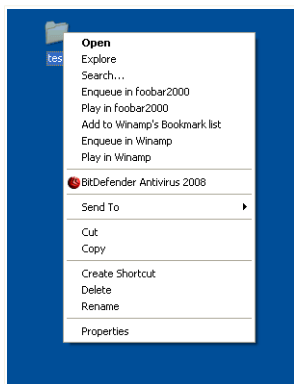 Open
tes
Explore
Search...
Enqueue in foobar2000
Play in foobar2000
Add to Winamp's Bookmark list
Enqueue in Winamp
Play in Winamp
BitDefender Antivirus 2008
Send To
Cut
Copy
Create Shortcut
Delete
Rename
Properties